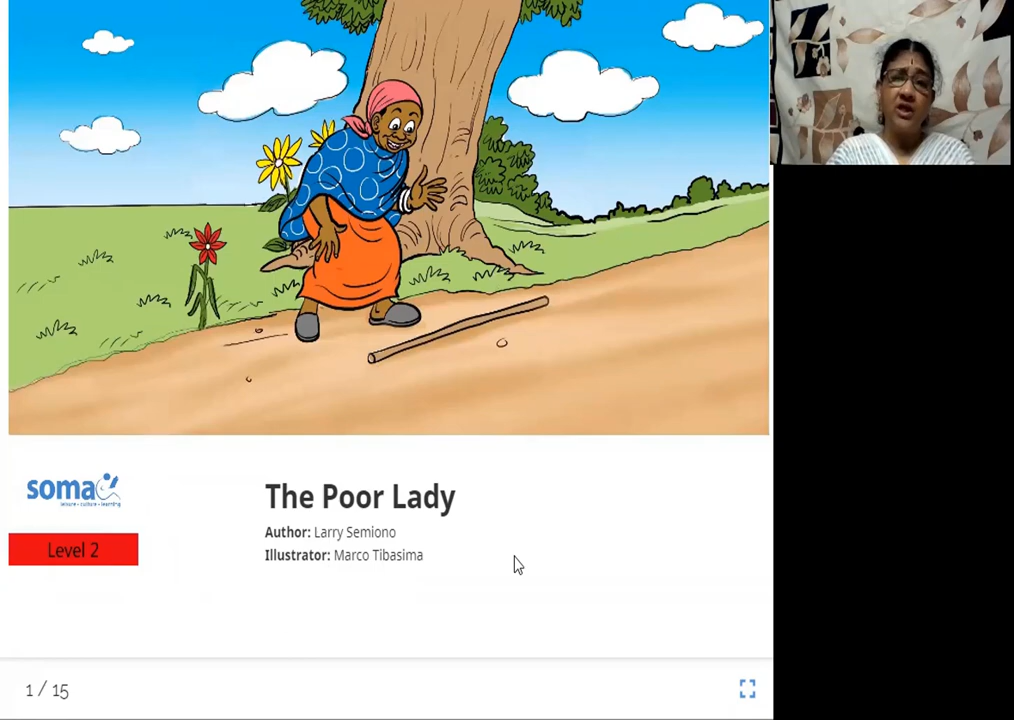 soma
leisure • culture • learning
Level 2
The Poor Lady
Author: Larry Semiono
Illustrator: Marco Tibasima
1 / 15